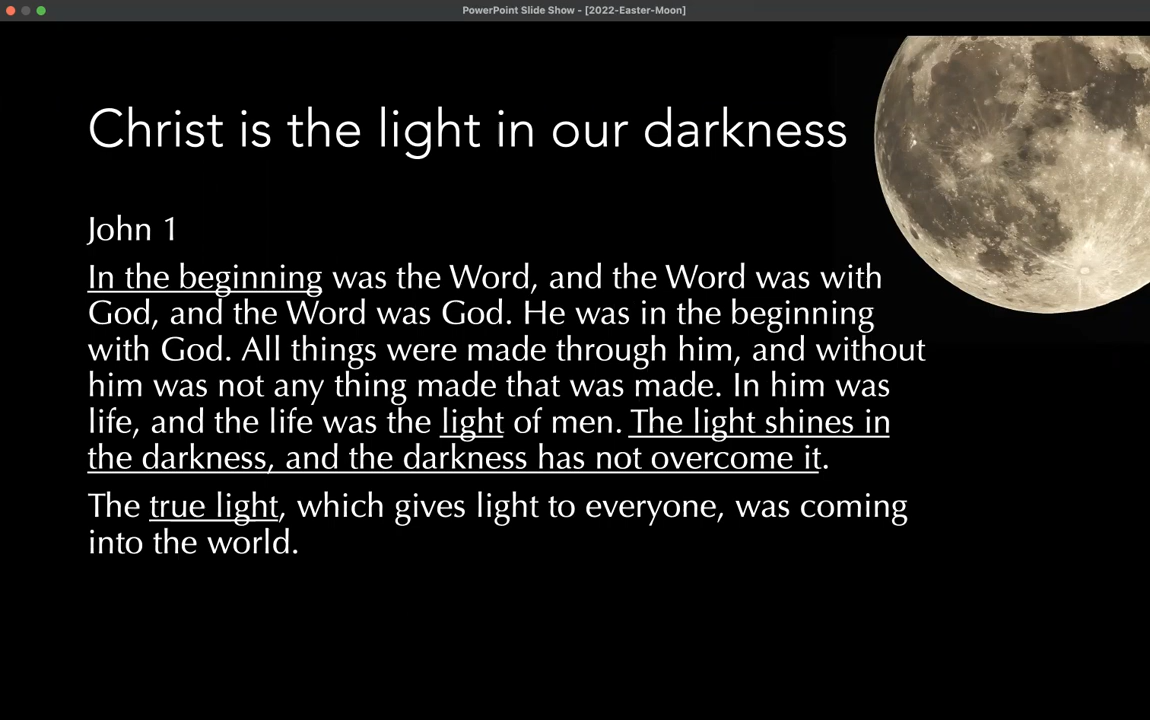 PowerPoint Slide Show - [2022-Easter-Moon]
Christ is the light in our darkness
John 1
In the beginning was the Word, and the Word was with
God, and the Word was God. He was in the beginning
with God. All things were made through him, and without
him was not any thing made that was made. In him was
life, and the life was the light of men. The light shines in
the darkness, and the darkness has not overcome it.
The true light, which gives light to everyone, was coming
into the world.